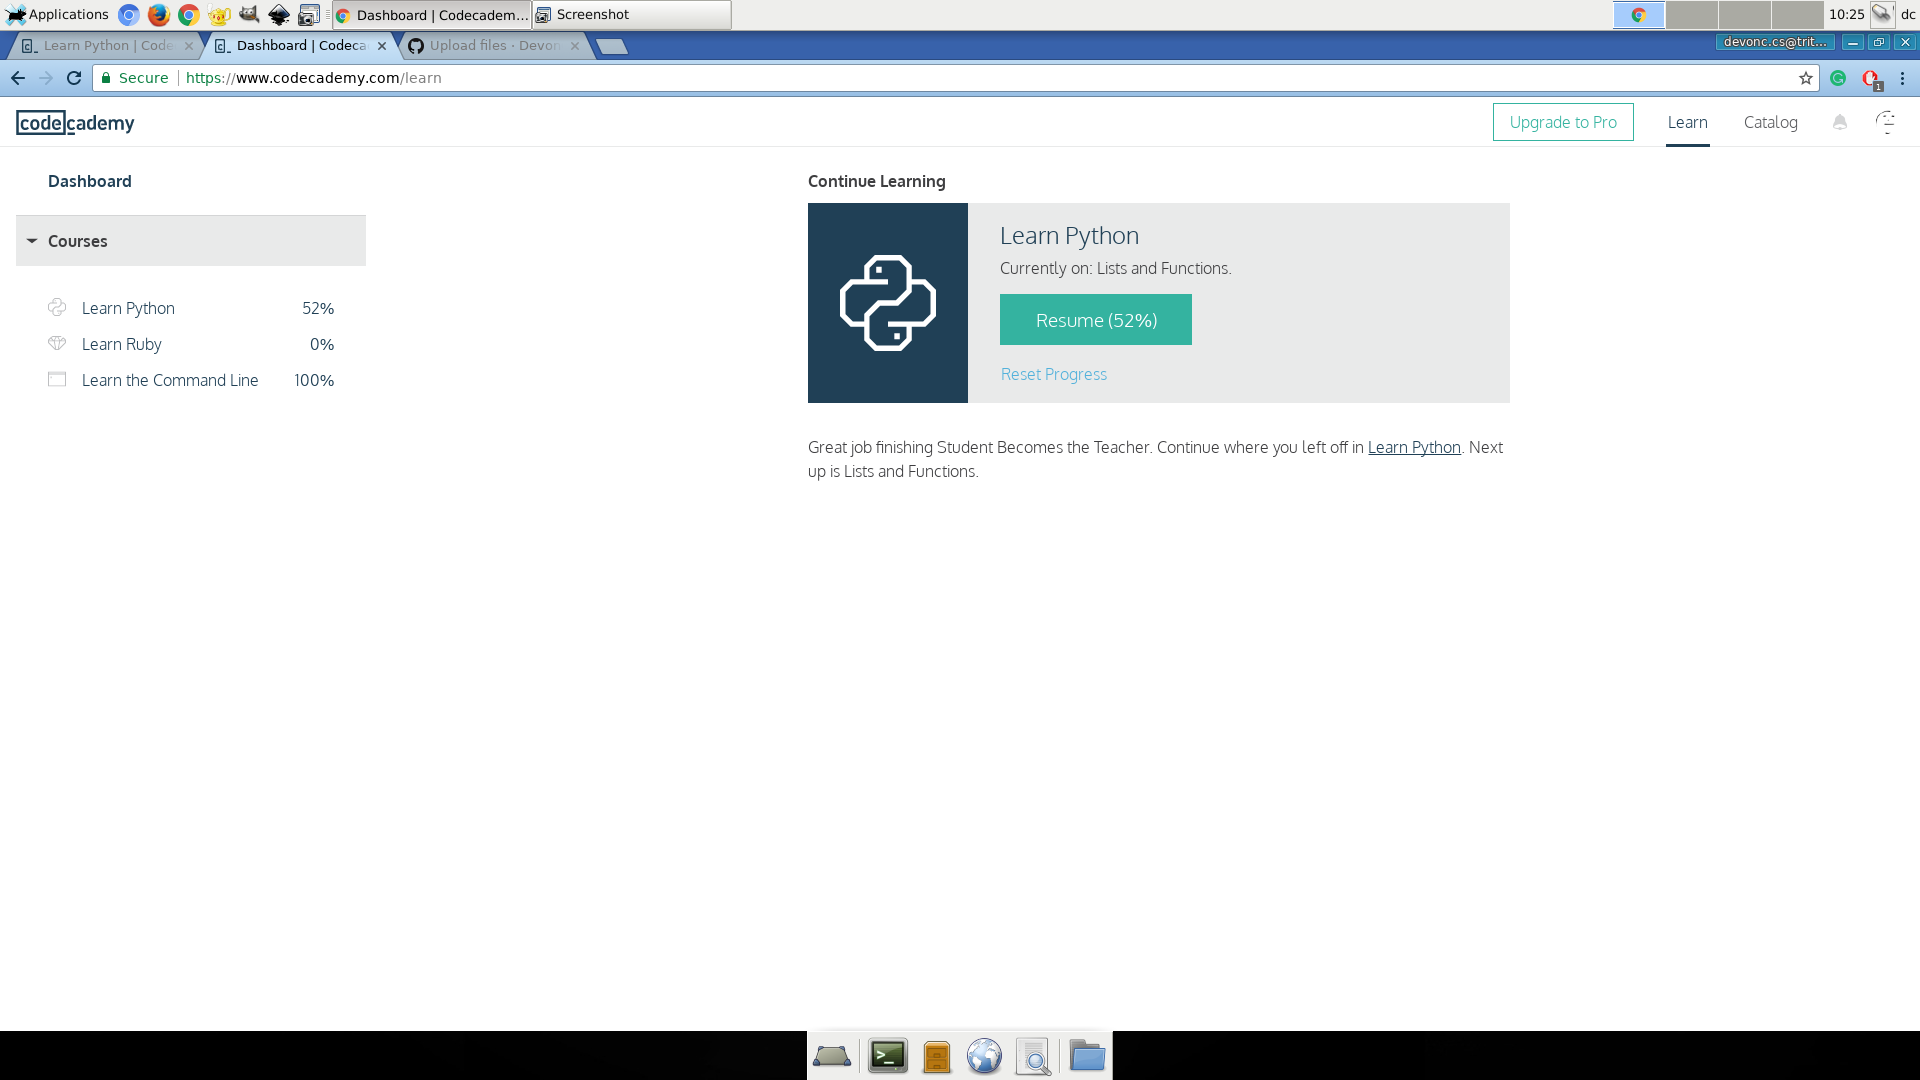 Applications
Dashboard | Codecadem...
Screenshot
10:25
dc
Learn Python | Code
Dashboard | Codeca
Upload files · Devon
devonc.cs@trit...
Secure
https://www.codecademy.com/learn
1
codecademy
Upgrade to Pro
Learn
Catalog
Dashboard
Courses
Learn Python 52%
Learn Ruby 0%
Learn the Command Line 100%
Continue Learning
Learn Python
Currently on: Lists and Functions.
Resume (52%)
Reset Progress
Great job finishing Student Becomes the Teacher. Continue where you left off in Learn Python. Next
up is Lists and Functions.